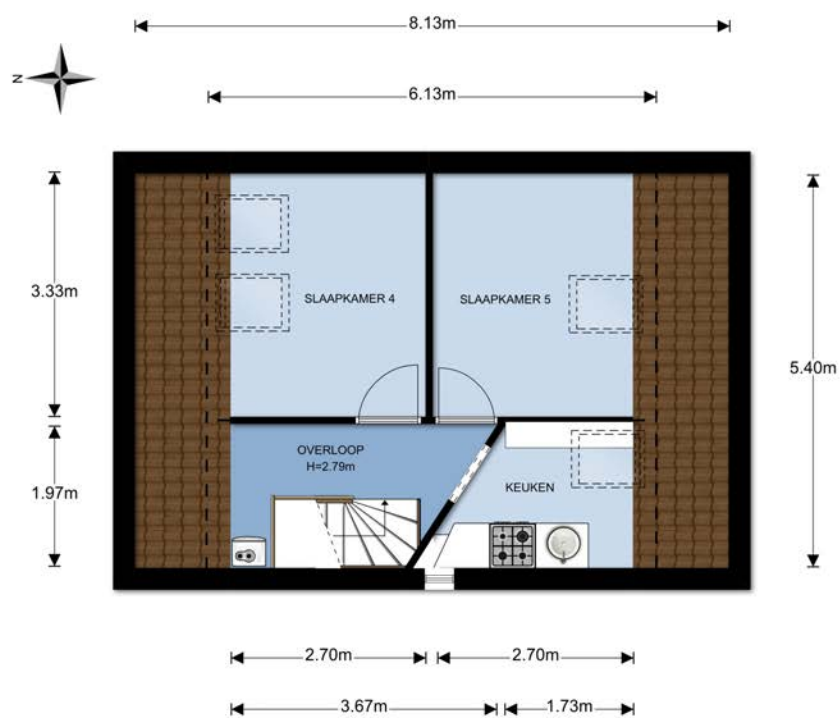 8.13m
N
6.13m
3.33m
SLAAPKAMER 4
SLAAPKAMER 5
5.40m
OVERLOOP
H=2.79m
KEUKEN
1.97m
2.70m
2.70m
3.67m
1.73m